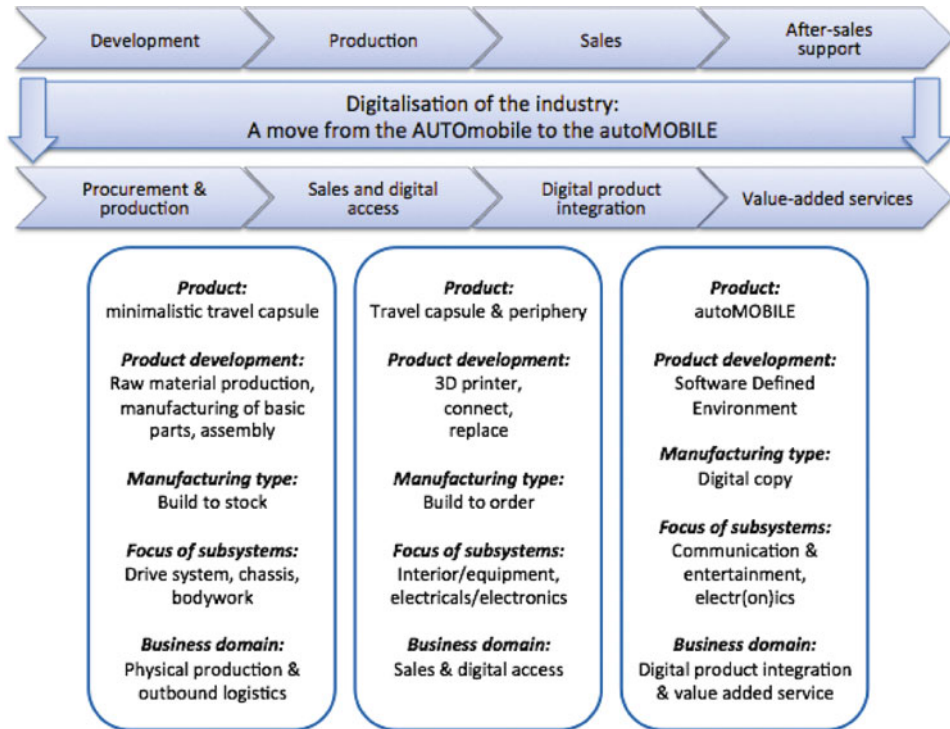 Development
Production
Sales
After-sales
support
Digitalisation of the industry:
A move from the AUTOmobile to the autoMOBILE
Procurement &
production
Sales and digital
access
Digital product
integration
Value-added services
Product:
minimalistic travel capsule
Product development:
Raw material production,
manufacturing of basic
parts, assembly
Manufacturing type:
Build to stock
Focus of subsystems:
Drive system, chassis,
bodywork
Business domain:
Physical production &
outbound logistics
Product:
Travel capsule & periphery
Product development:
3D printer,
connect,
replace
Manufacturing type:
Build to order
Focus of subsystems:
Interior/equipment,
electricals/electronics
Business domain:
Sales & digital access
Product:
autoMOBILE
Product development:
Software Defined
Environment
Manufacturing type:
Digital copy
Focus of subsystems:
Communication &
entertainment,
electr(on)ics
Business domain:
Digital product integration
& value added service